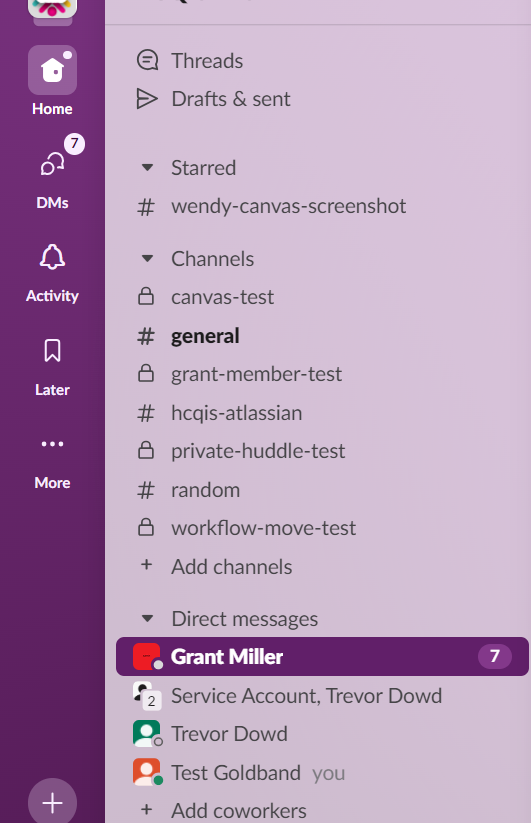 Home
7
DMs
Activity
Later
More
Threads
Drafts & sent
Starred
# wendy-canvas-screenshot
Channels
canvas-test
# general
grant-member-test
# hcqis-atlassian
private-huddle-test
# random
workflow-move-test
+ Add channels
Direct messages
Grant Miller 7
2 Service Account, Trevor Dowd
Trevor Dowd
Test Goldband you
+ Add coworkers